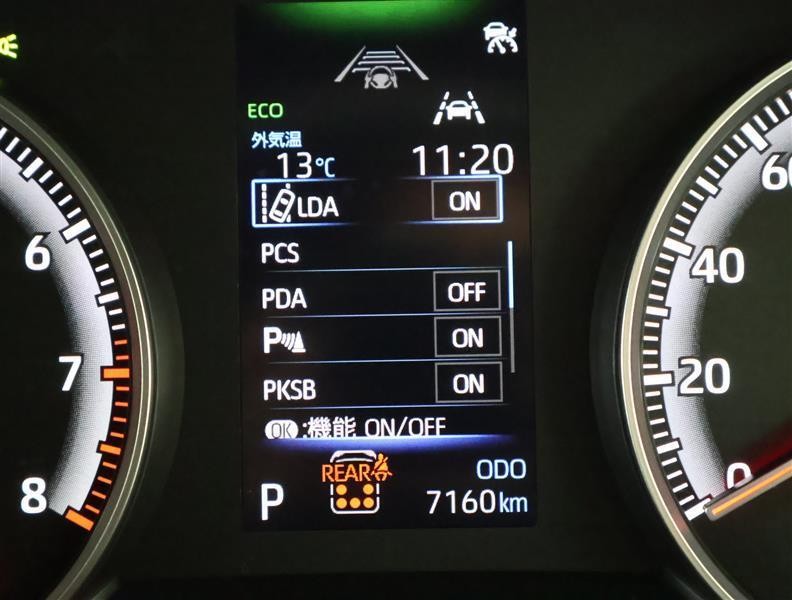 ECO
外気温
13℃ 11:20
LDA ON
PCS
PDA OFF
P ON
PKSB ON
OK :機能 ON/OFF
REAR
ODO
P 7160km
6
7
8
60
40
20
0